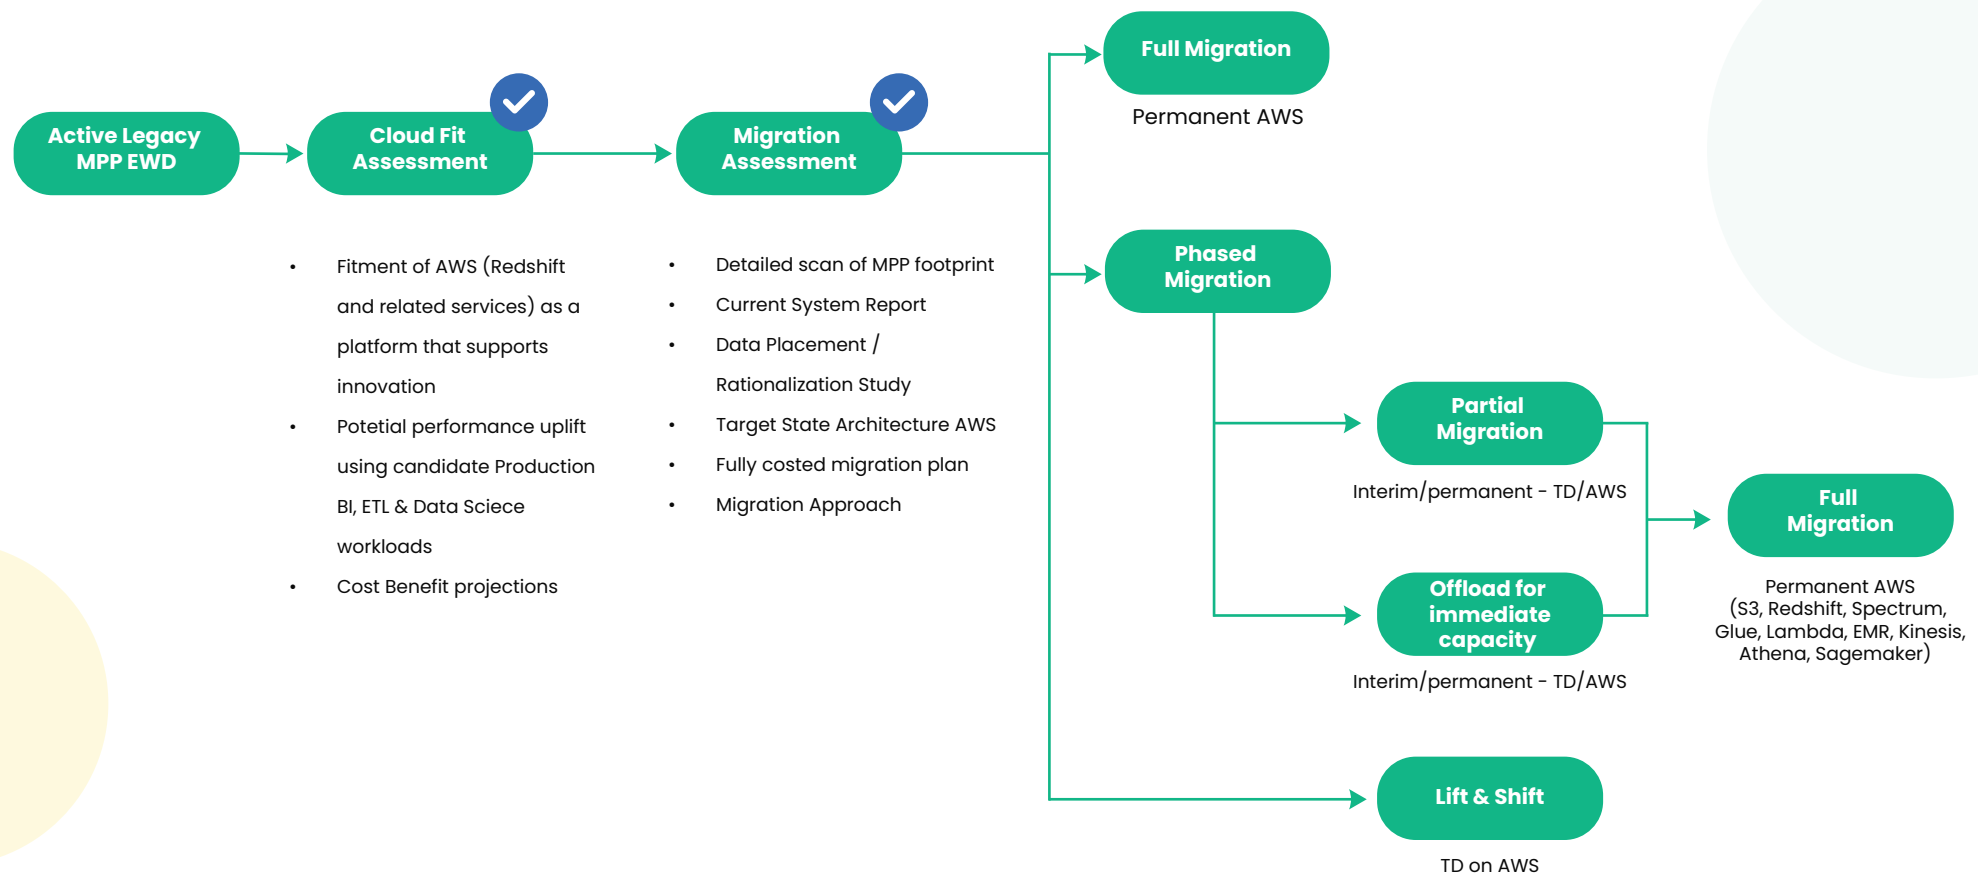 Active Legacy
MPP EWD
Cloud Fit
Assessment
Migration
Assessment
Full Migration
Permanent AWS
• Fitment of AWS (Redshift
and related services) as a
platform that supports
innovation
• Potetial performance uplift
using candidate Production
BI, ETL & Data Sciece
workloads
• Cost Benefit projections
• Detailed scan of MPP footprint
• Current System Report
• Data Placement /
Rationalization Study
• Target State Architecture AWS
• Fully costed migration plan
• Migration Approach
Phased
Migration
Partial
Migration
Interim/permanent - TD/AWS
Offload for
immediate
capacity
Interim/permanent - TD/AWS
Full
Migration
Permanent AWS
(S3, Redshift, Spectrum,
Glue, Lambda, EMR, Kinesis,
Athena, Sagemaker)
Lift & Shift
TD on AWS